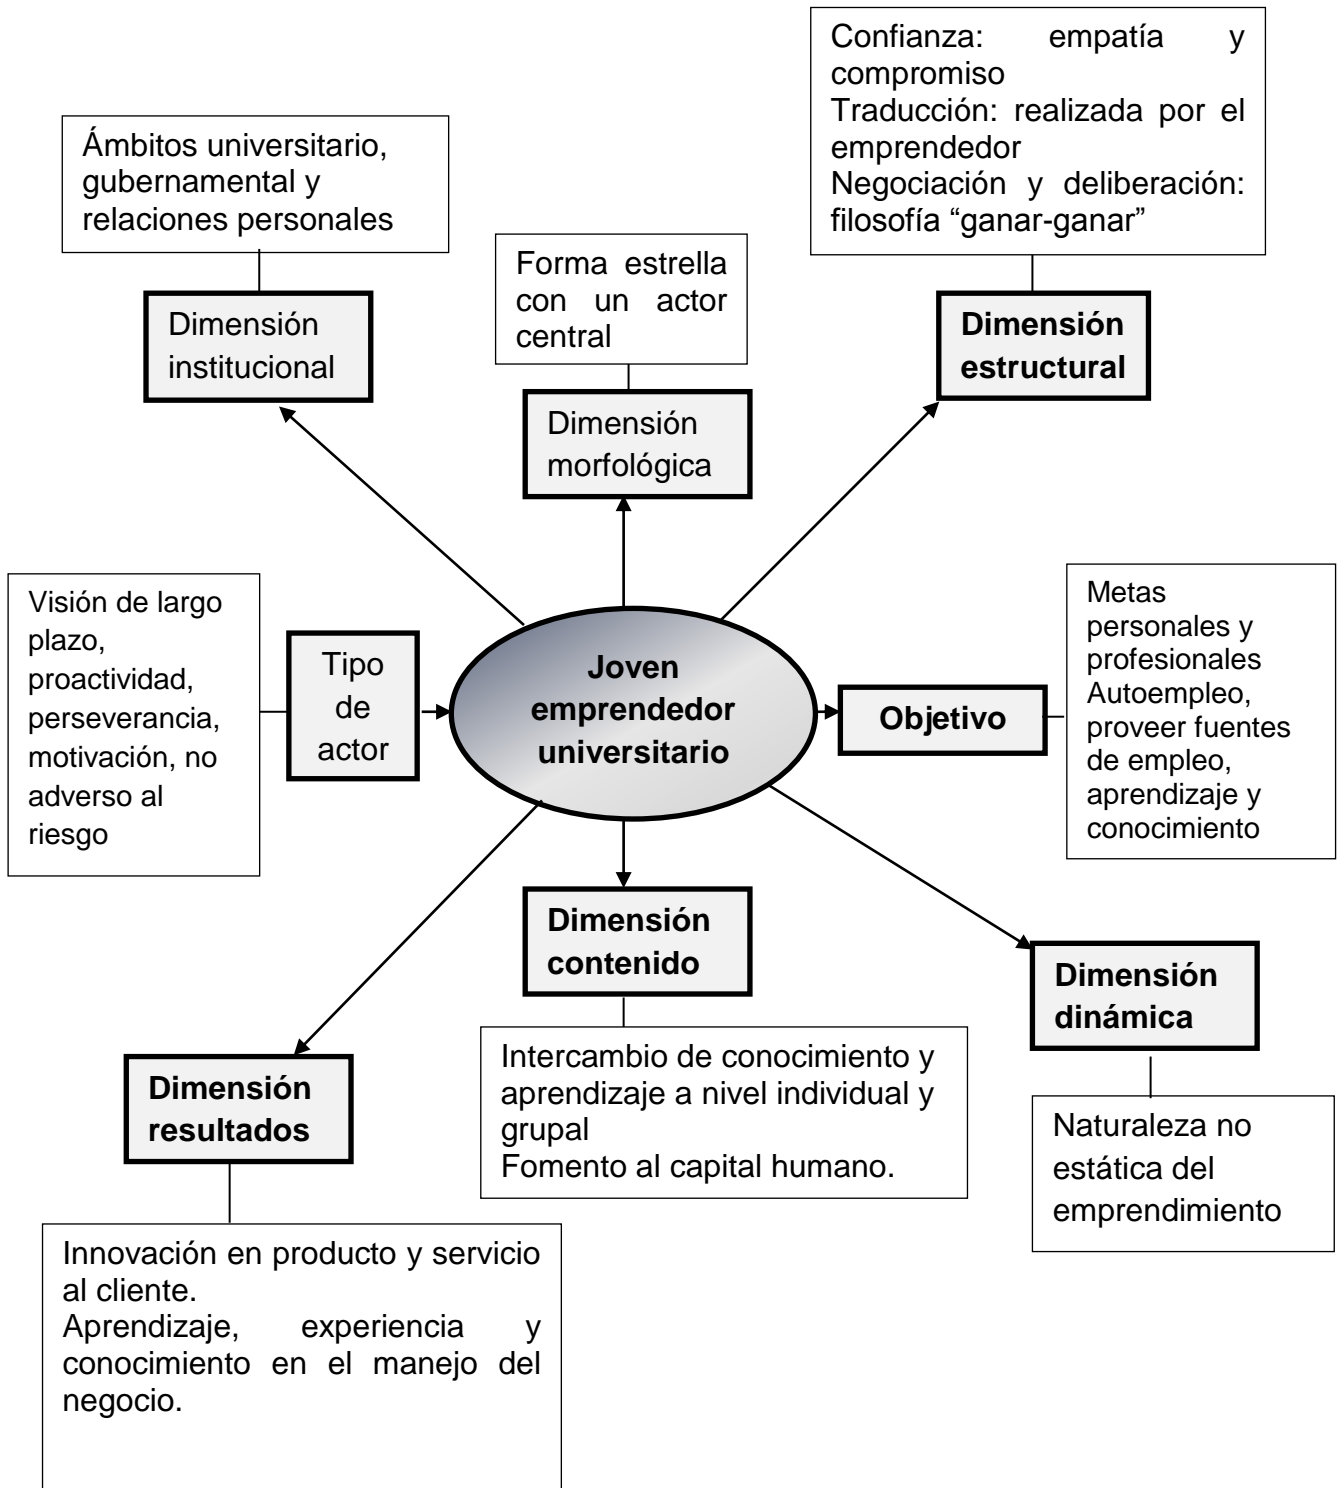 Confianza: empatía y
compromiso
Traducción: realizada por el
emprendedor
Negociación y deliberación:
filosofía “ganar-ganar”
Ámbitos universitario,
gubernamental y
relaciones personales
Forma estrella
con un actor
central
Dimensión
institucional
Dimensión
estructural
Dimensión
morfológica
Visión de largo
plazo,
proactividad,
perseverancia,
motivación, no
adverso al
riesgo
Tipo
de
actor
Joven
emprendedor
universitario
Objetivo
Metas
personales y
profesionales
Autoempleo,
proveer fuentes
de empleo,
aprendizaje y
conocimiento
Dimensión
contenido
Dimensión
dinámica
Dimensión
resultados
Intercambio de conocimiento y
aprendizaje a nivel individual y
grupal
Fomento al capital humano.
Naturaleza no
estática del
emprendimiento
Innovación en producto y servicio
al cliente.
Aprendizaje, experiencia y
conocimiento en el manejo del
negocio.